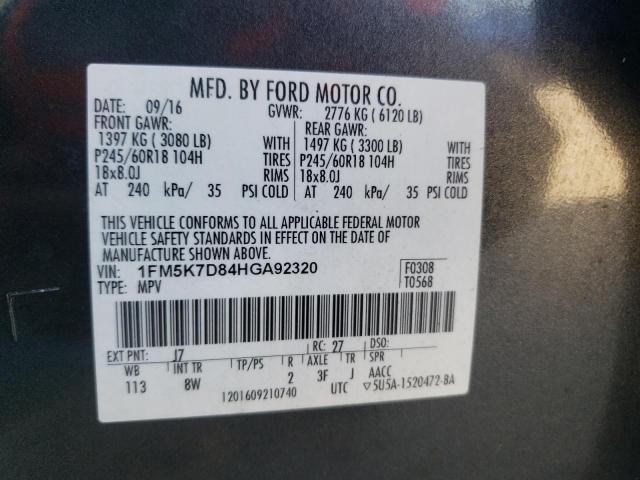 MFD. BY FORD MOTOR CO.
DATE: 09/16 GVWR: 2776 KG ( 6120 LB)
FRONT GAWR: REAR GAWR:
1397 KG ( 3080 LB) WITH 1497 KG ( 3300 LB) WITH
P245/60R18 104H TIRES P245/60R18 104H TIRES
18x8.0J RIMS 18x8.0J RIMS
AT 240 kPa/ 35 PSI COLD AT 240 kPa/ 35 PSI COLD
THIS VEHICLE CONFORMS TO ALL APPLICABLE FEDERAL MOTOR
VEHICLE SAFETY STANDARDS IN EFFECT ON THE DATE OF
MANUFACTURE SHOWN ABOVE.
VIN: 1FM5K7D84HGA92320 F0308
TYPE: MPV T0568
EXT PNT: J7 RC: 27 DSO:
WB INT TR TP/PS R AXLE TR SPR
113 8W 2 3F J AACC
1201609210740 UTC ▽5U5A-1520472-BA